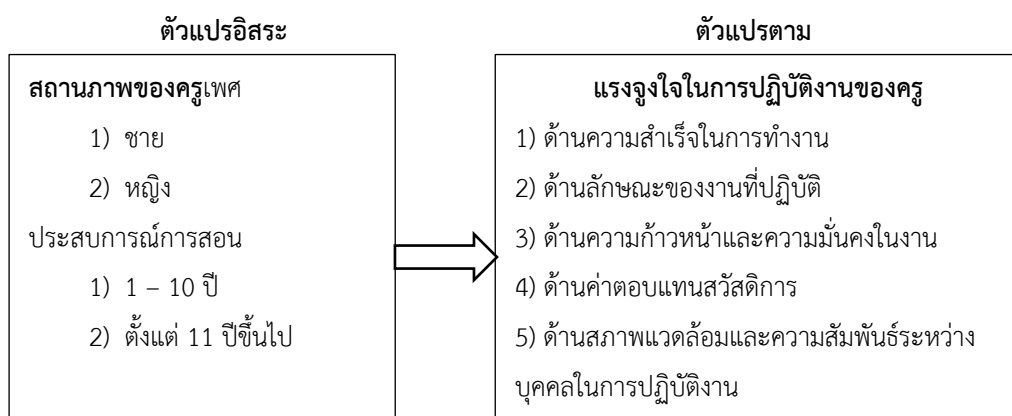 ตัวแปรอิสระ
สถานภาพของครูเพศ
1) ชาย
2) หญิง
ประสบการณ์การสอน
1) 1 – 10 ปี
2) ตั้งแต่ 11 ปีขึ้นไป
ตัวแปรตาม
แรงจูงใจในการปฏิบัติงานของครู
1) ด้านความสำเร็จในการทำงาน
2) ด้านลักษณะของงานที่ปฏิบัติ
3) ด้านความก้าวหน้าและความมั่นคงในงาน
4) ด้านค่าตอบแทนสวัสดิการ
5) ด้านสภาพแวดล้อมและความสัมพันธ์ระหว่าง
บุคคลในการปฏิบัติงาน